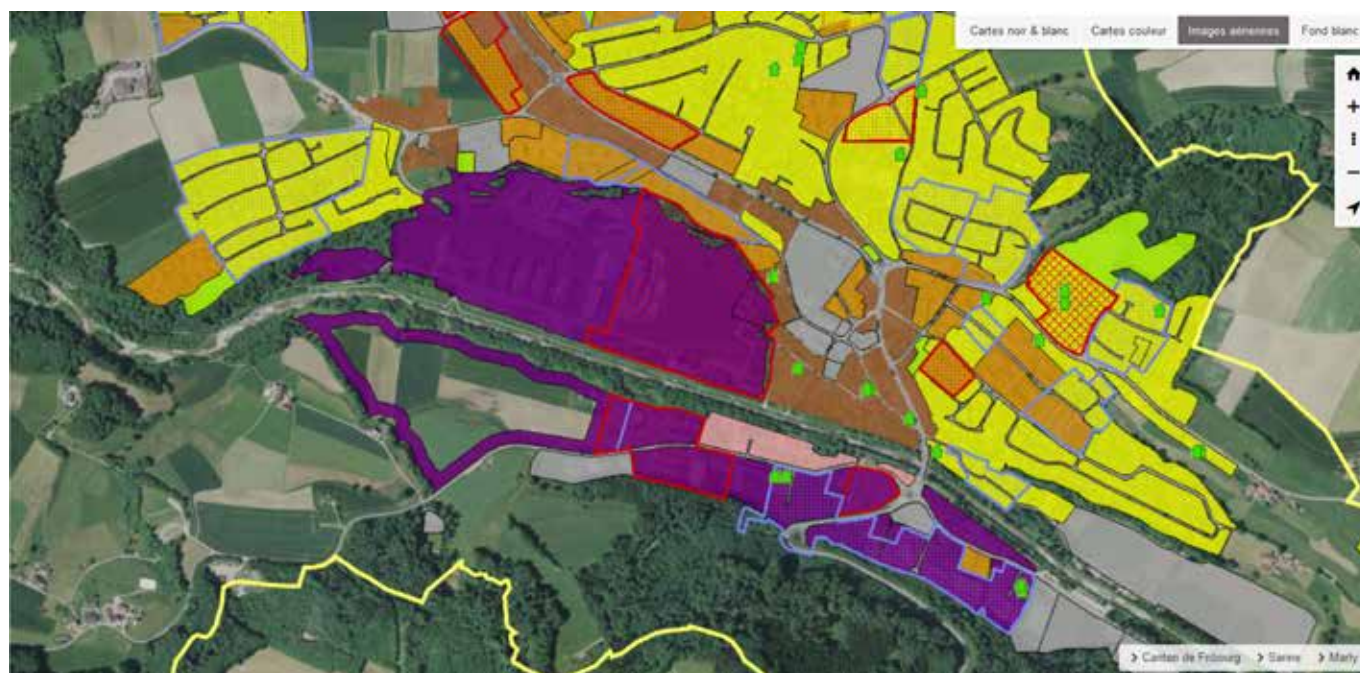 Cartes noir & blanc Cartes couleur Images aériennes Fond blanc
> Canton de Fribourg > Sarine > Marly